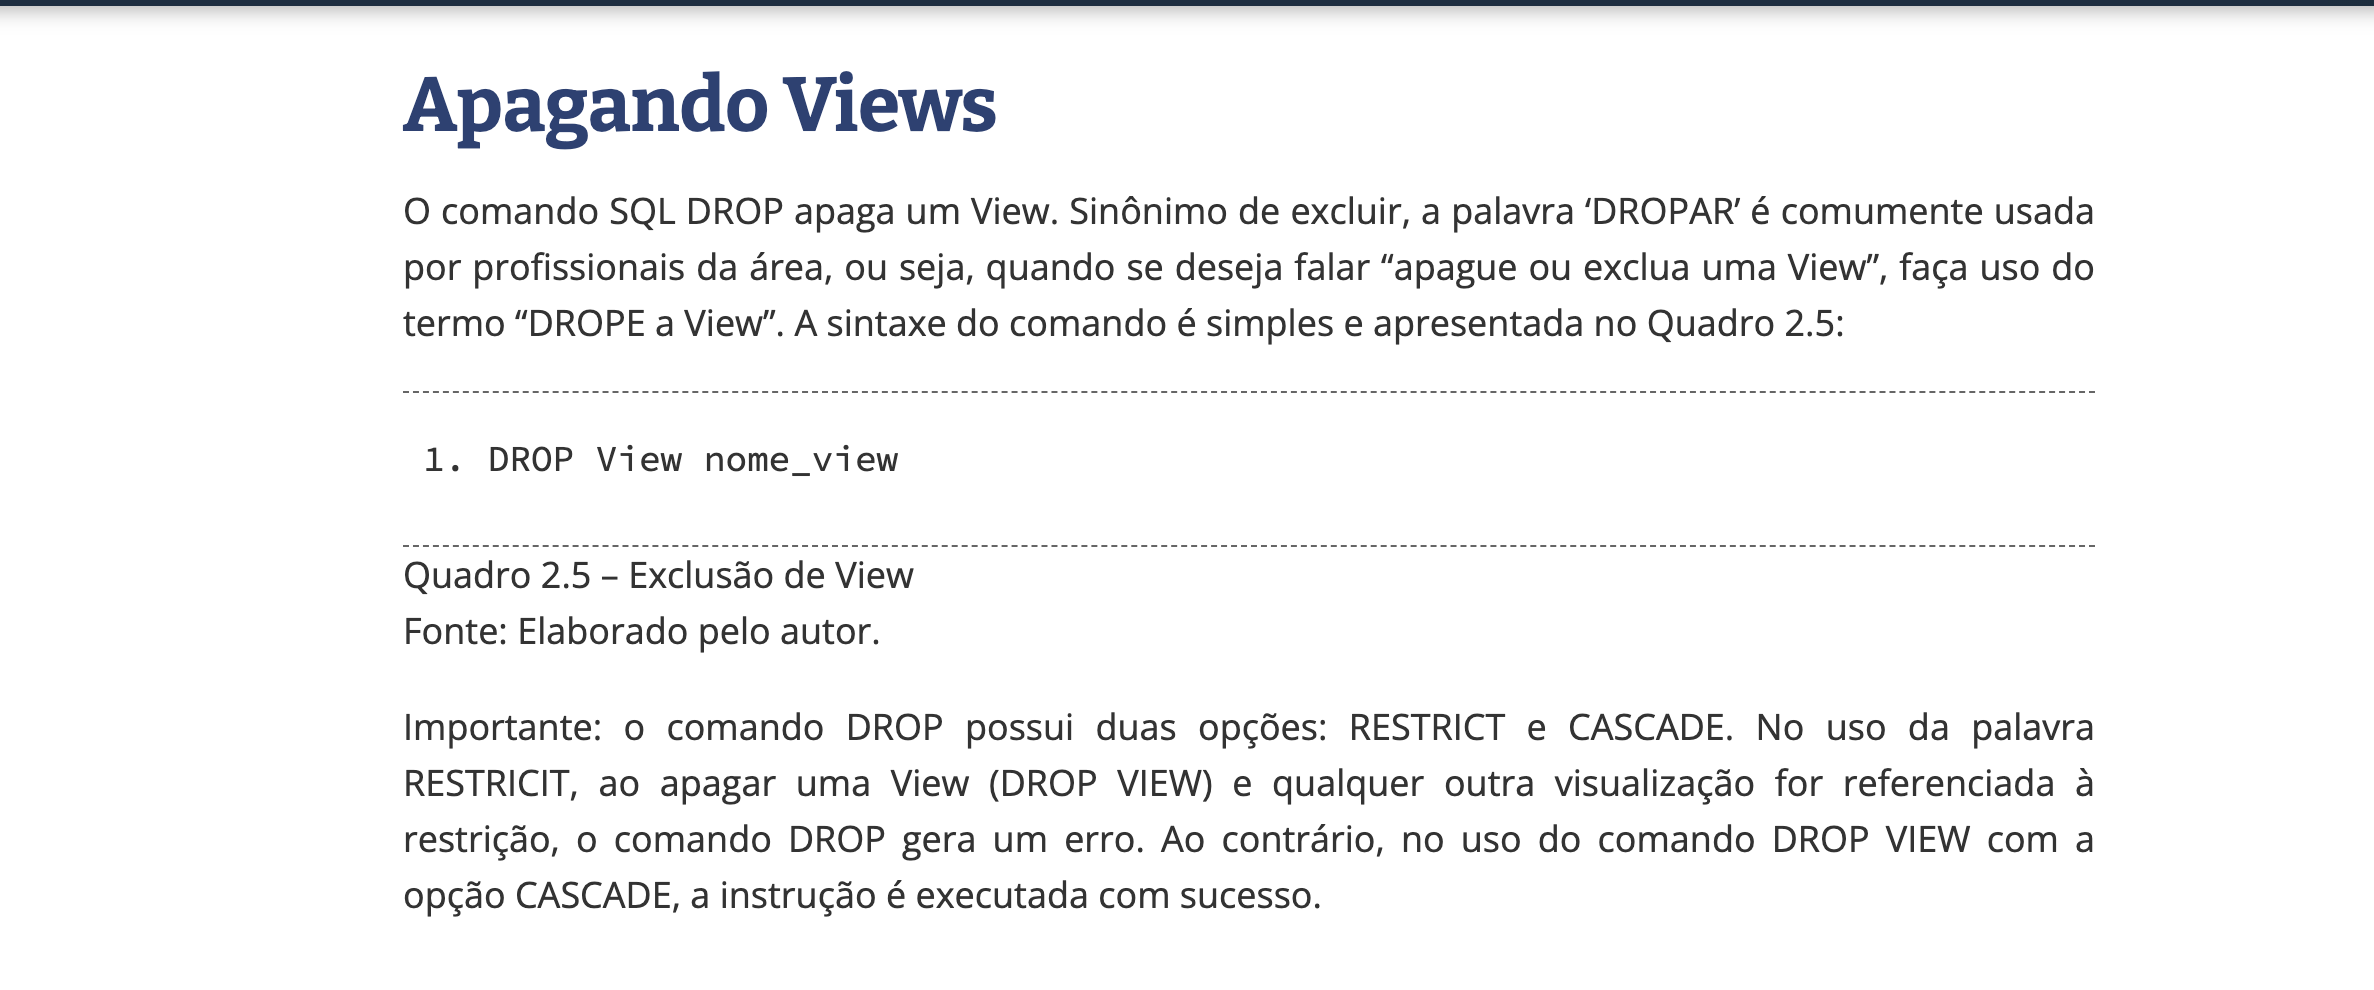 Apagando Views
O comando SQL DROP apaga um View. Sinônimo de excluir, a palavra ‘DROPAR’ é comumente usada
por profissionais da área, ou seja, quando se deseja falar “apague ou exclua uma View”, faça uso do
termo “DROPE a View”. A sintaxe do comando é simples e apresentada no Quadro 2.5:
1. DROP View nome_view
Quadro 2.5 – Exclusão de View
Fonte: Elaborado pelo autor.
Importante: o comando DROP possui duas opções: RESTRICT e CASCADE. No uso da palavra
RESTRICIT, ao apagar uma View (DROP VIEW) e qualquer outra visualização for referenciada à
restrição, o comando DROP gera um erro. Ao contrário, no uso do comando DROP VIEW com a
opção CASCADE, a instrução é executada com sucesso.